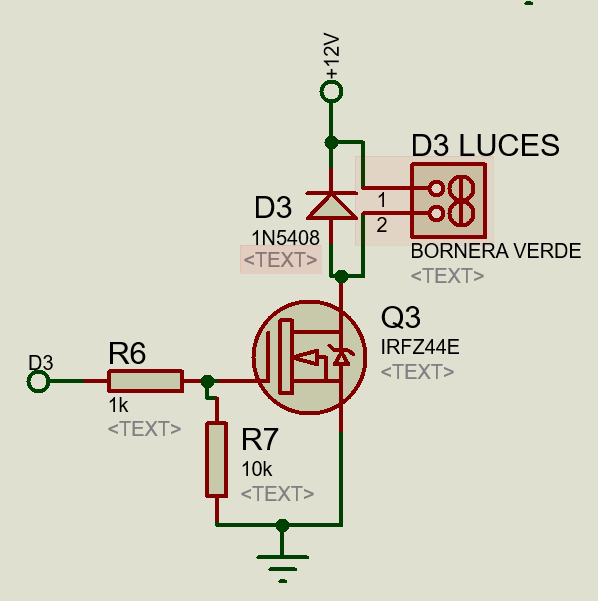 +12V
D3 LUCES
1
2
BORNERA VERDE
<TEXT>
D3
1N5408
<TEXT>
Q3
IRFZ44E
<TEXT>
D3
R6
1k
<TEXT>
R7
10k
<TEXT>